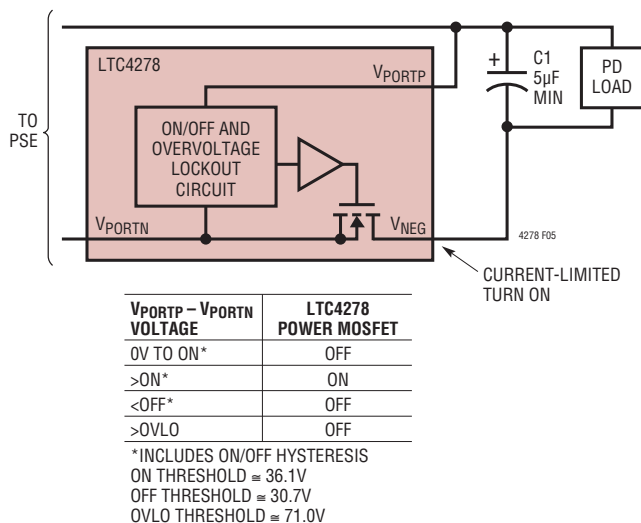 LTC4278
VPORTP
C1
5µF
MIN
PD
LOAD
TO
PSE
ON/OFF AND
OVERVOLTAGE
LOCKOUT
CIRCUIT
VPORTN
VNEG
4278 F05
CURRENT-LIMITED
TURN ON
VPORTP – VPORTN VOLTAGE LTC4278 POWER MOSFET
0V TO ON* OFF
>ON* ON
<OFF* OFF
>OVLO OFF
*INCLUDES ON/OFF HYSTERESIS
ON THRESHOLD ≅ 36.1V
OFF THRESHOLD ≅ 30.7V
OVLO THRESHOLD ≅ 71.0V